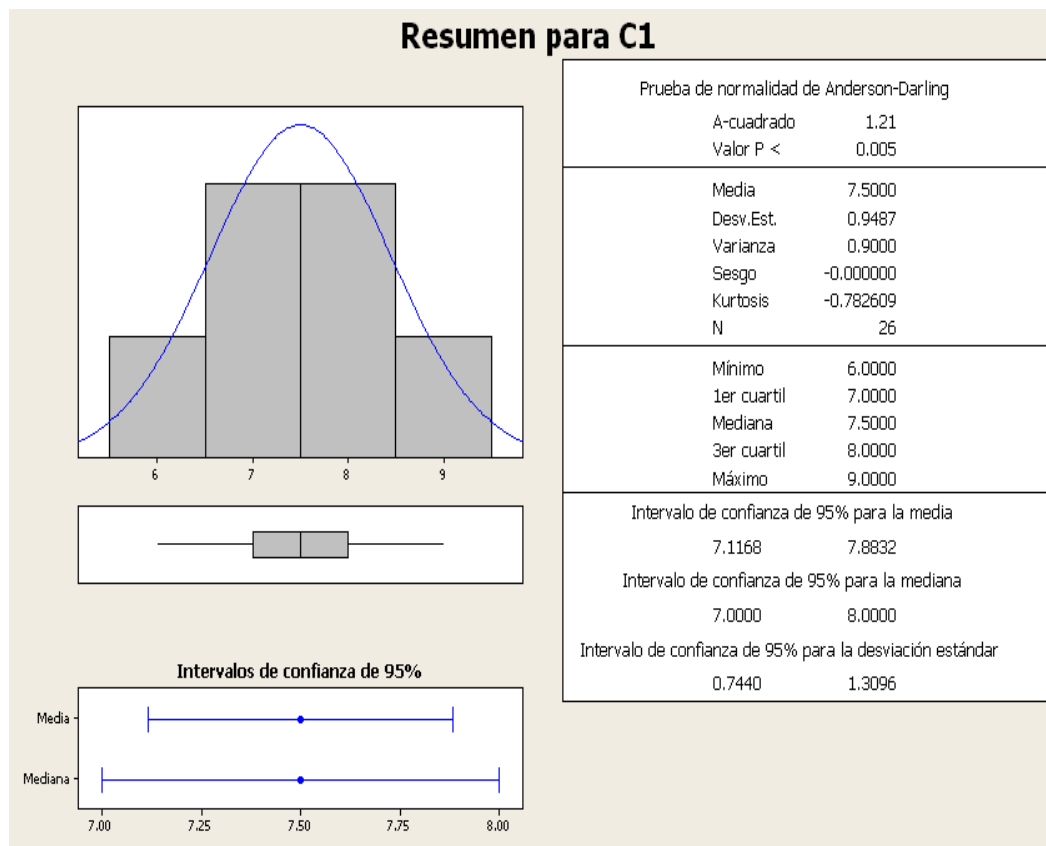 Resumen para C1
6 7 8 9
Intervalos de confianza de 95%
Media
Mediana
7.00 7.25 7.50 7.75 8.00
Prueba de normalidad de Anderson-Darling
A-cuadrado 1.21
Valor P < 0.005
Media 7.5000
Desv.Est. 0.9487
Varianza 0.9000
Sesgo -0.000000
Kurtosis -0.782609
N 26
Mínimo 6.0000
1er cuartil 7.0000
Mediana 7.5000
3er cuartil 8.0000
Máximo 9.0000
Intervalo de confianza de 95% para la media
7.1168 7.8832
Intervalo de confianza de 95% para la mediana
7.0000 8.0000
Intervalo de confianza de 95% para la desviación estándar
0.7440 1.3096